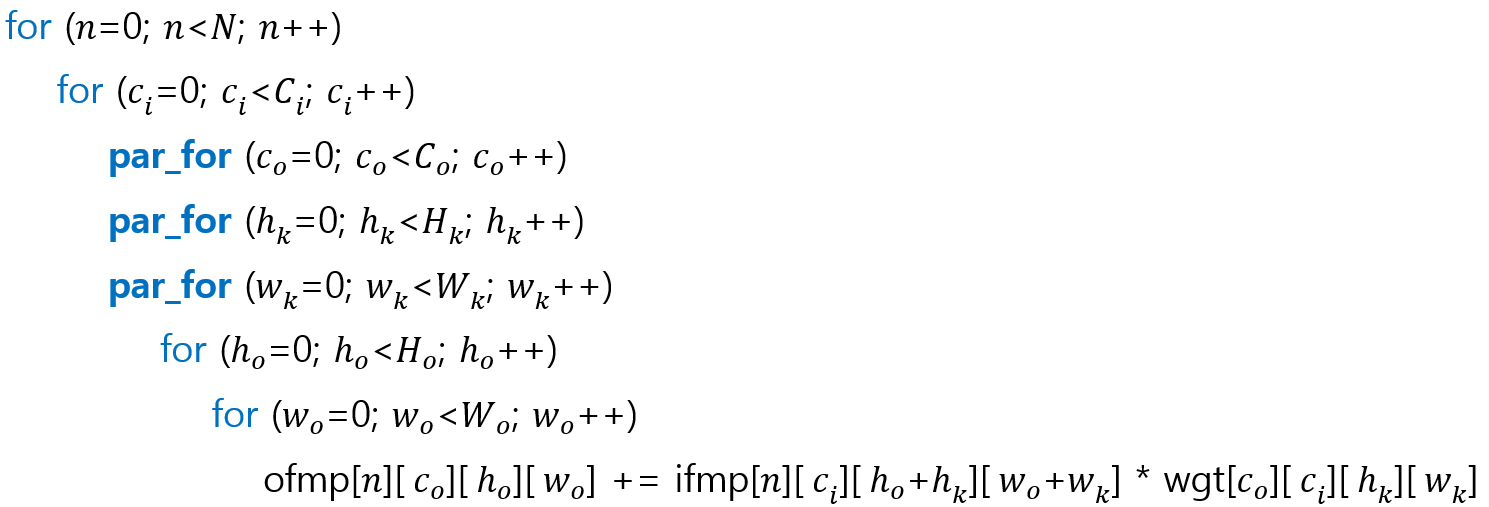 for (n=0; n<N; n++)
for (c_i=0; c_i<C_i; c_i++)
par_for (c_o=0; c_o<C_o; c_o++)
par_for (h_k=0; h_k<H_k; h_k++)
par_for (w_k=0; w_k<W_k; w_k++)
for (h_o=0; h_o<H_o; h_o++)
for (w_o=0; w_o<W_o; w_o++)
ofmp[n][c_o][h_o][w_o] += ifmp[n][c_i][h_o+h_k][w_o+w_k] * wgt[c_o][c_i][h_k][w_k]